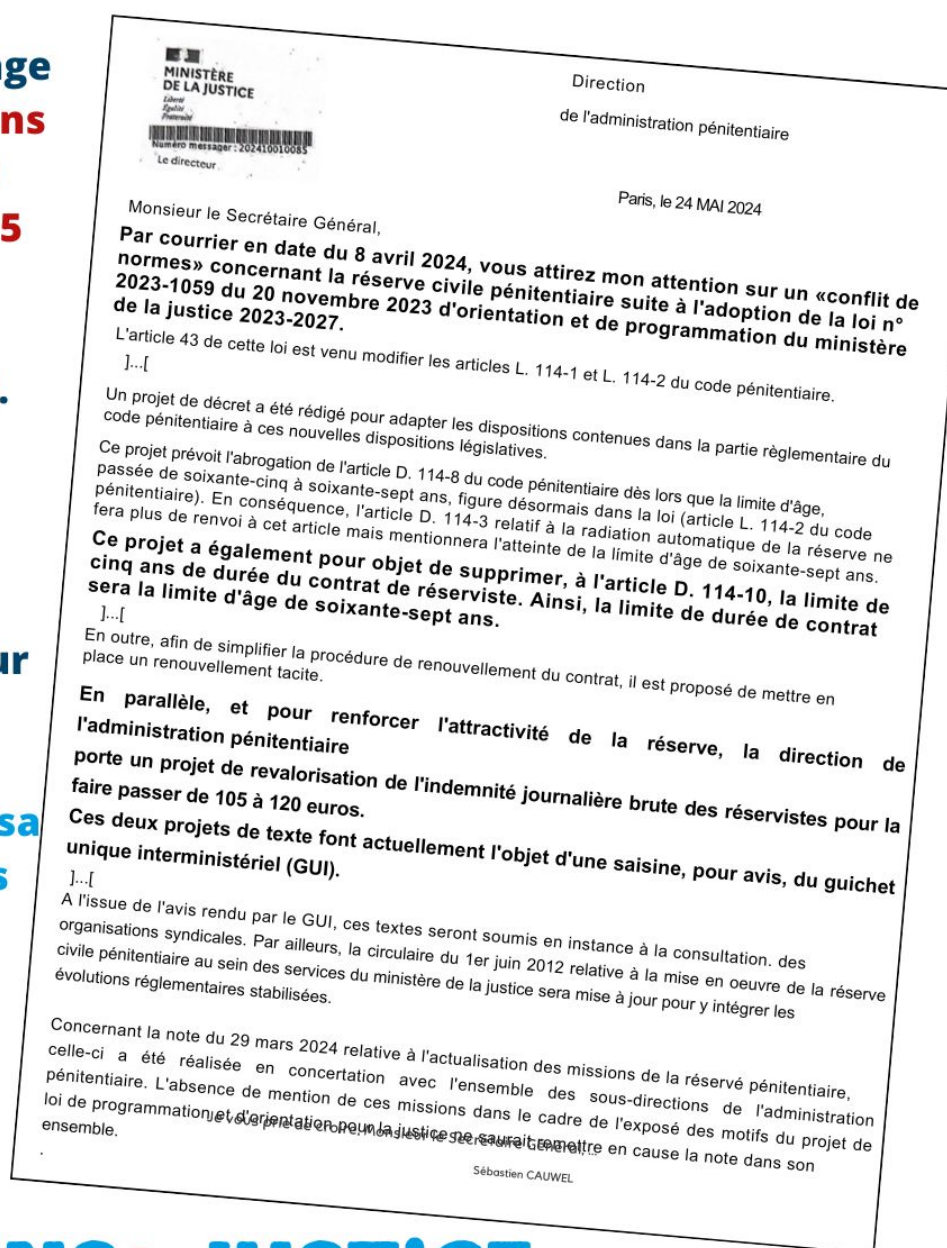 ge
ns
5
.
ur
sa
s
MINISTÈRE
DE LA JUSTICE
Liberté
Égalité
Fraternité
Numéro messager : 202410010085
Le directeur
Direction
de l'administration pénitentiaire
Paris, le 24 MAI 2024
Monsieur le Secrétaire Général,
Par courrier en date du 8 avril 2024, vous attirez mon attention sur un «conflit de
normes» concernant la réserve civile pénitentiaire suite à l'adoption de la loi n°
2023-1059 du 20 novembre 2023 d'orientation et de programmation du ministère
de la justice 2023-2027.
L'article 43 de cette loi est venu modifier les articles L. 114-1 et L. 114-2 du code pénitentiaire.
]...[
Un projet de décret a été rédigé pour adapter les dispositions contenues dans la partie règlementaire du
code pénitentiaire à ces nouvelles dispositions législatives.
Ce projet prévoit l'abrogation de l'article D. 114-8 du code pénitentiaire dès lors que la limite d'âge,
passée de soixante-cinq à soixante-sept ans, figure désormais dans la loi (article L. 114-2 du code
pénitentiaire). En conséquence, l'article D. 114-3 relatif à la radiation automatique de la réserve ne
fera plus de renvoi à cet article mais mentionnera l'atteinte de la límite d'âge de soixante-sept ans.
Ce projet a également pour objet de supprimer, à l'article D. 114-10, la limite de
cinq ans de durée du contrat de réserviste. Ainsi, la limite de durée de contrat
sera la limite d'âge de soixante-sept ans.
]...[
En outre, afin de simplifier la procédure de renouvellement du contrat, il est proposé de mettre en
place un renouvellement tacite.
En parallèle, et pour renforcer l'attractivité de la réserve, la direction de
l'administration pénitentiaire
porte un projet de revalorisation de l'indemnité journalière brute des réservistes pour la
faire passer de 105 à 120 euros.
Ces deux projets de texte font actuellement l'objet d'une saisine, pour avis, du guichet
unique interministériel (GUI).
]...[
A l'issue de l'avis rendu par le GUI, ces textes seront soumis en instance à la consultation. des
organisations syndicales. Par ailleurs, la circulaire du 1er juin 2012 relative à la mise en oeuvre de la réserve
civile pénitentiaire au sein des services du ministère de la justice sera mise à jour pour y intégrer les
évolutions réglementaires stabilisées.
Concernant la note du 29 mars 2024 relative à l'actualisation des missions de la réservé pénitentiaire,
celle-ci a été réalisée en concertation avec l'ensemble des sous-directions de l'administration
pénitentiaire. L'absence de mention de ces missions dans le cadre de l'exposé des motifs du projet de
loi de programmation et d'orientation pour la justice ne saurait remettre en cause la note dans son
ensemble.
Je vous prie de croire, Monsieur le Secrétaire Général,...
.
Sébastien CAUWEL
JUSTICE